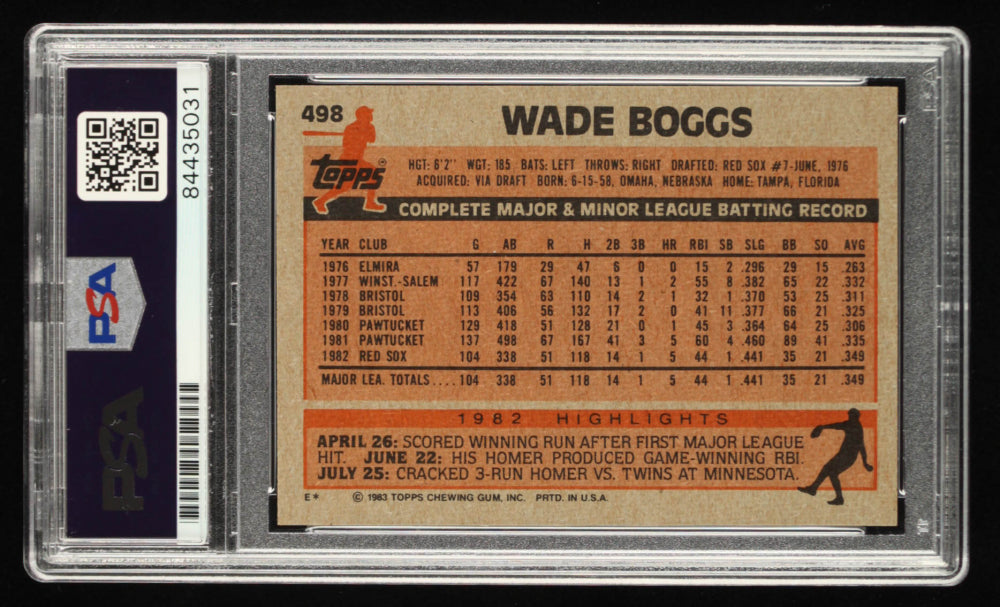 84435031
PSA
PSA
498
WADE BOGGS
Topps®
HGT: 6'2" WGT: 185 BATS: LEFT THROWS: RIGHT DRAFTED: RED SOX #7-JUNE, 1976
ACQUIRED: VIA DRAFT BORN: 6-15-58, OMAHA, NEBRASKA HOME: TAMPA, FLORIDA
COMPLETE MAJOR & MINOR LEAGUE BATTING RECORD
YEAR CLUB G AB R H 2B 3B HR RBI SB SLG BB SO AVG
1976 ELMIRA 57 179 29 47 6 0 0 15 2 .296 29 15 .263
1977 WINST.-SALEM 117 422 67 140 13 1 2 55 8 .382 65 22 .332
1978 BRISTOL 109 354 63 110 14 2 1 32 1 .370 53 25 .311
1979 BRISTOL 113 406 56 132 17 2 0 41 11 .377 66 21 .325
1980 PAWTUCKET 129 418 51 128 21 0 1 45 3 .364 64 25 .306
1981 PAWTUCKET 137 498 67 167 41 3 5 60 4 .460 89 41 .335
1982 RED SOX 104 338 51 118 14 1 5 44 1 .441 35 21 .349
MAJOR LEA. TOTALS.... 104 338 51 118 14 1 5 44 1 .441 35 21 .349
1982 HIGHLIGHTS
APRIL 26: SCORED WINNING RUN AFTER FIRST MAJOR LEAGUE
HIT. JUNE 22: HIS HOMER PRODUCED GAME-WINNING RBI.
JULY 25: CRACKED 3-RUN HOMER VS. TWINS AT MINNESOTA.
E* © 1983 TOPPS CHEWING GUM, INC. PRTD. IN U.S.A.